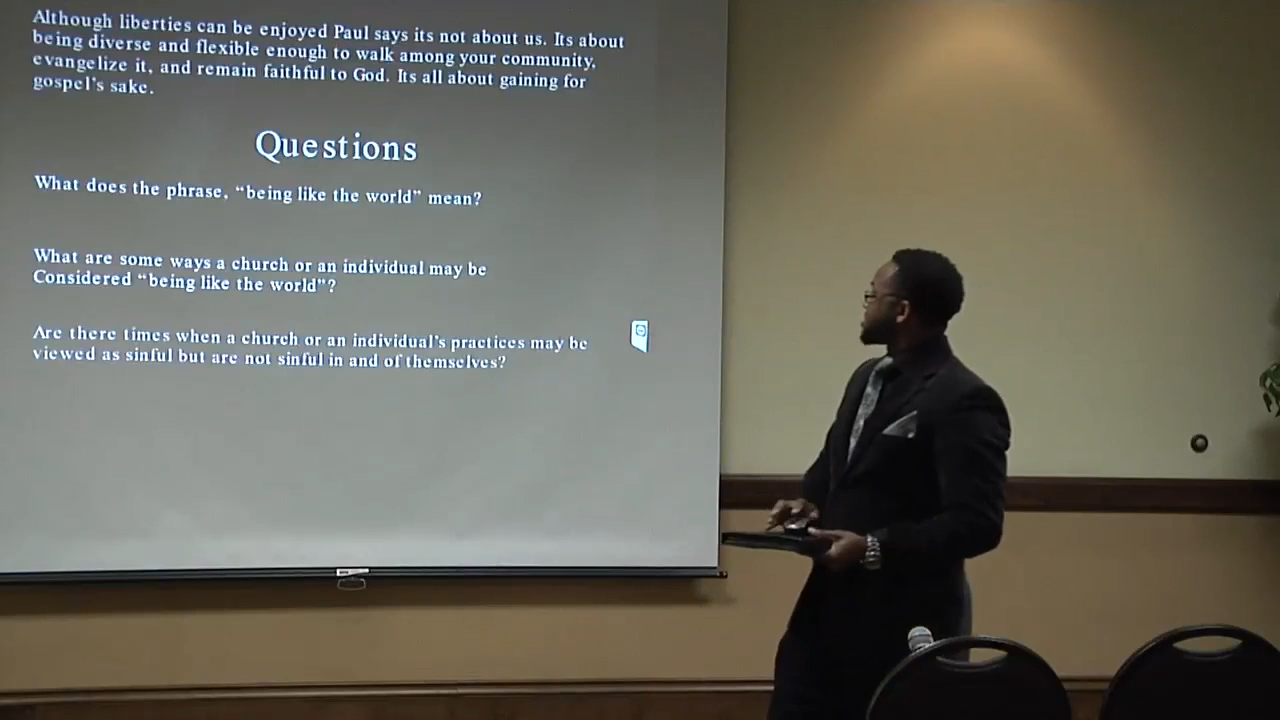 Although liberties can be enjoyed Paul says its not about us. Its about
being diverse and flexible enough to walk among your community,
evangelize it, and remain faithful to God. Its all about gaining for
gospel's sake.
Questions
What does the phrase, “being like the world” mean?
What are some ways a church or an individual may be
Considered “being like the world”?
Are there times when a church or an individual's practices may be
viewed as sinful but are not sinful in and of themselves?